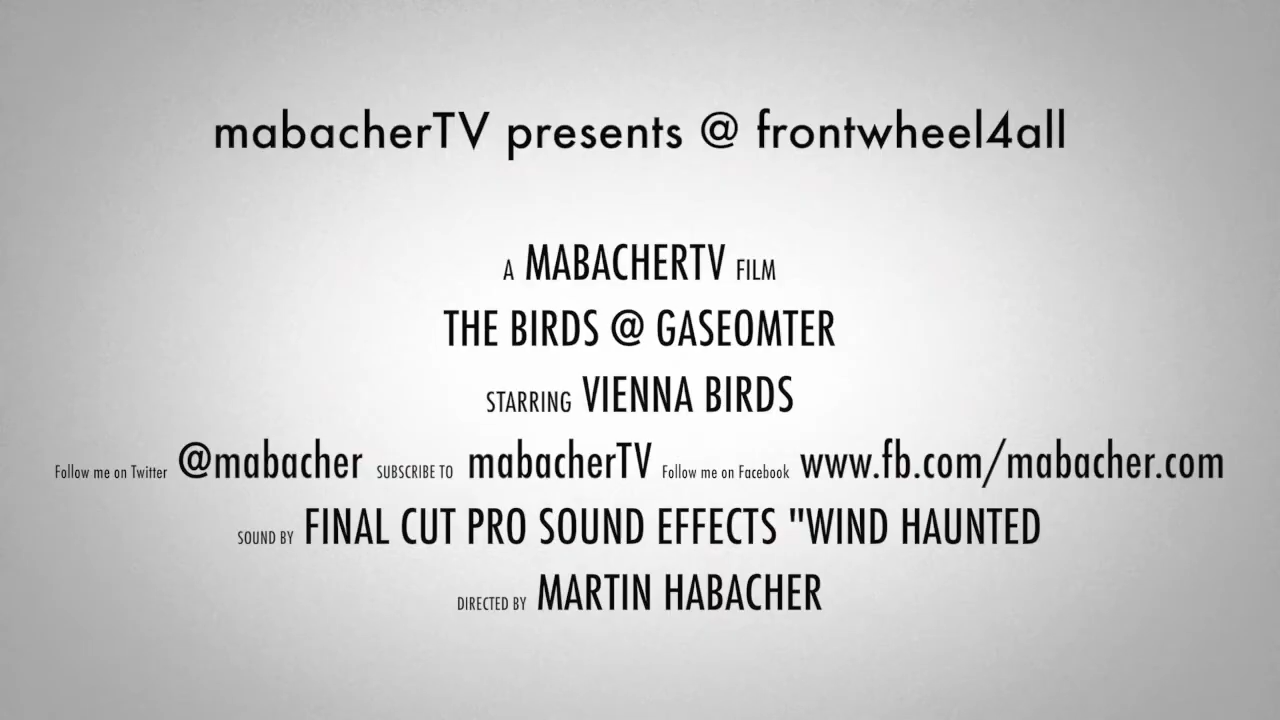 mabacherTV presents @ frontwheel4all
A MABACHERTV FILM
THE BIRDS @ GASEOMTER
STARRING VIENNA BIRDS
Follow me on Twitter @mabacher SUBSCRIBE TO mabacherTV Follow me on Facebook www.fb.com/mabacher.com
SOUND BY FINAL CUT PRO SOUND EFFECTS "WIND HAUNTED
DIRECTED BY MARTIN HABACHER